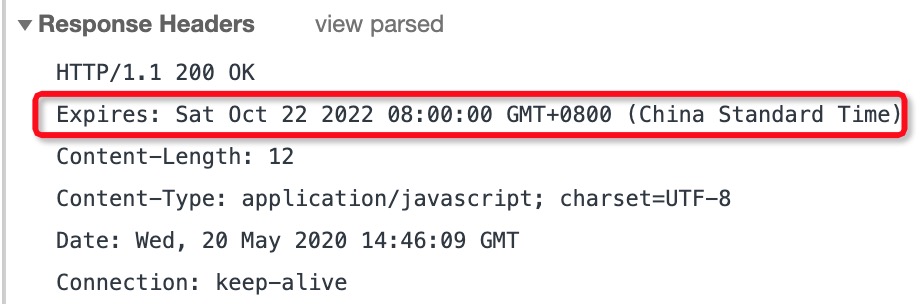 Response Headers view parsed
HTTP/1.1 200 OK
Expires: Sat Oct 22 2022 08:00:00 GMT+0800 (China Standard Time)
Content-Length: 12
Content-Type: application/javascript; charset=UTF-8
Date: Wed, 20 May 2020 14:46:09 GMT
Connection: keep-alive